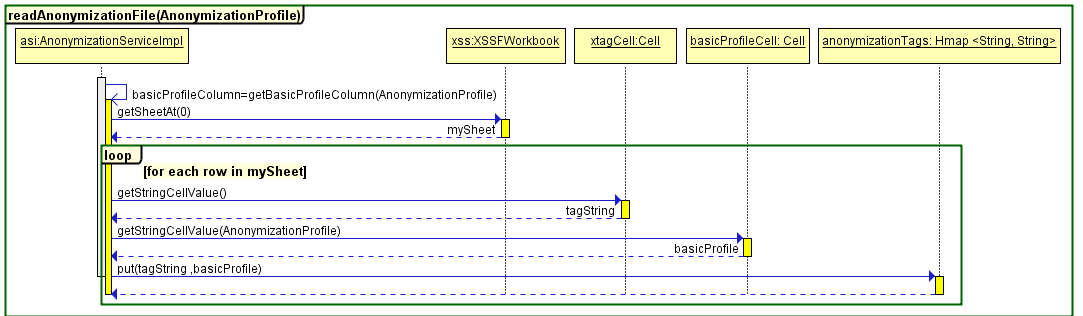 readAnonymizationFile(AnonymizationProfile)
asi:AnonymizationServiceImpl
xss:XSSFWorkbook
xtagCell:Cell
basicProfileCell: Cell
anonymizationTags: Hmap <String, String>
basicProfileColumn=getBasicProfileColumn(AnonymizationProfile)
getSheetAt(0)
mySheet
loop
[for each row in mySheet]
getStringCellValue()
tagString
getStringCellValue(AnonymizationProfile)
basicProfile
put(tagString ,basicProfile)